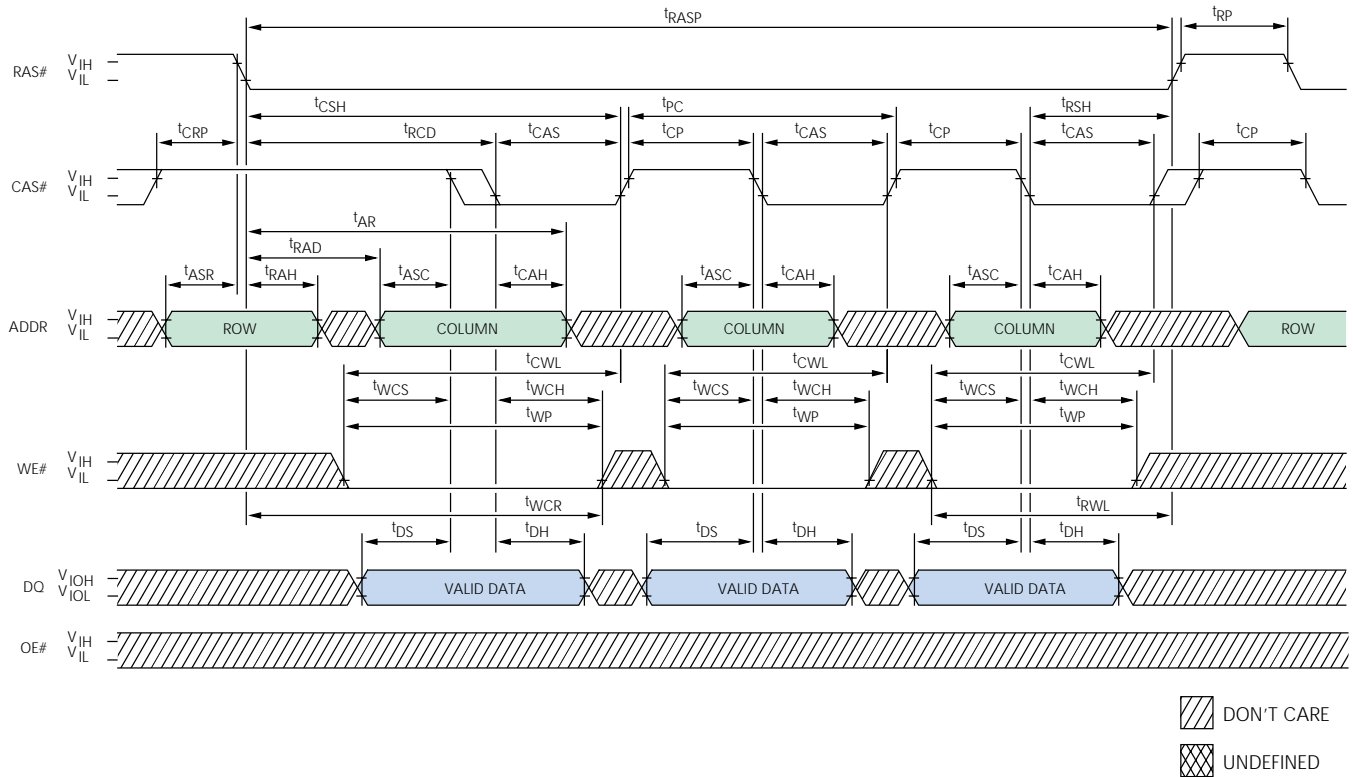 tRASP tRP
RAS# VIH
VIL
tCSH tPC tRSH
tCRP tRCD tCAS tCP tCAS tCP tCAS tCP
CAS# VIH
VIL
tAR
tRAD
tASR tRAH tASC tCAH tASC tCAH tASC tCAH
ADDR VIH
VIL
ROW COLUMN COLUMN COLUMN ROW
tCWL tCWL tCWL
tWCS tWCH tWCS tWCH tWCS tWCH
tWP tWP tWP
WE# VIH
VIL
tWCR tRWL
tDS tDH tDS tDH tDS tDH
DQ VIOH
VIOL
VALID DATA VALID DATA VALID DATA
OE# VIH
VIL
DON'T CARE
UNDEFINED